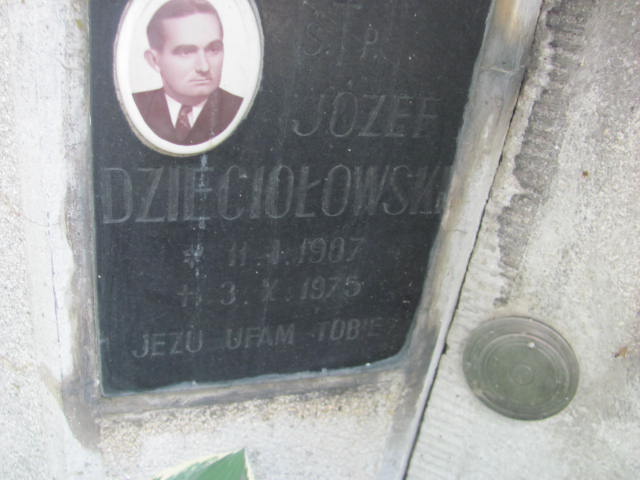 Ś. † P.
JÓZEF
DZIĘCIOŁOWSKI
* 11.I.1907
+ 3.X.1975
JEZU UFAM TOBIE